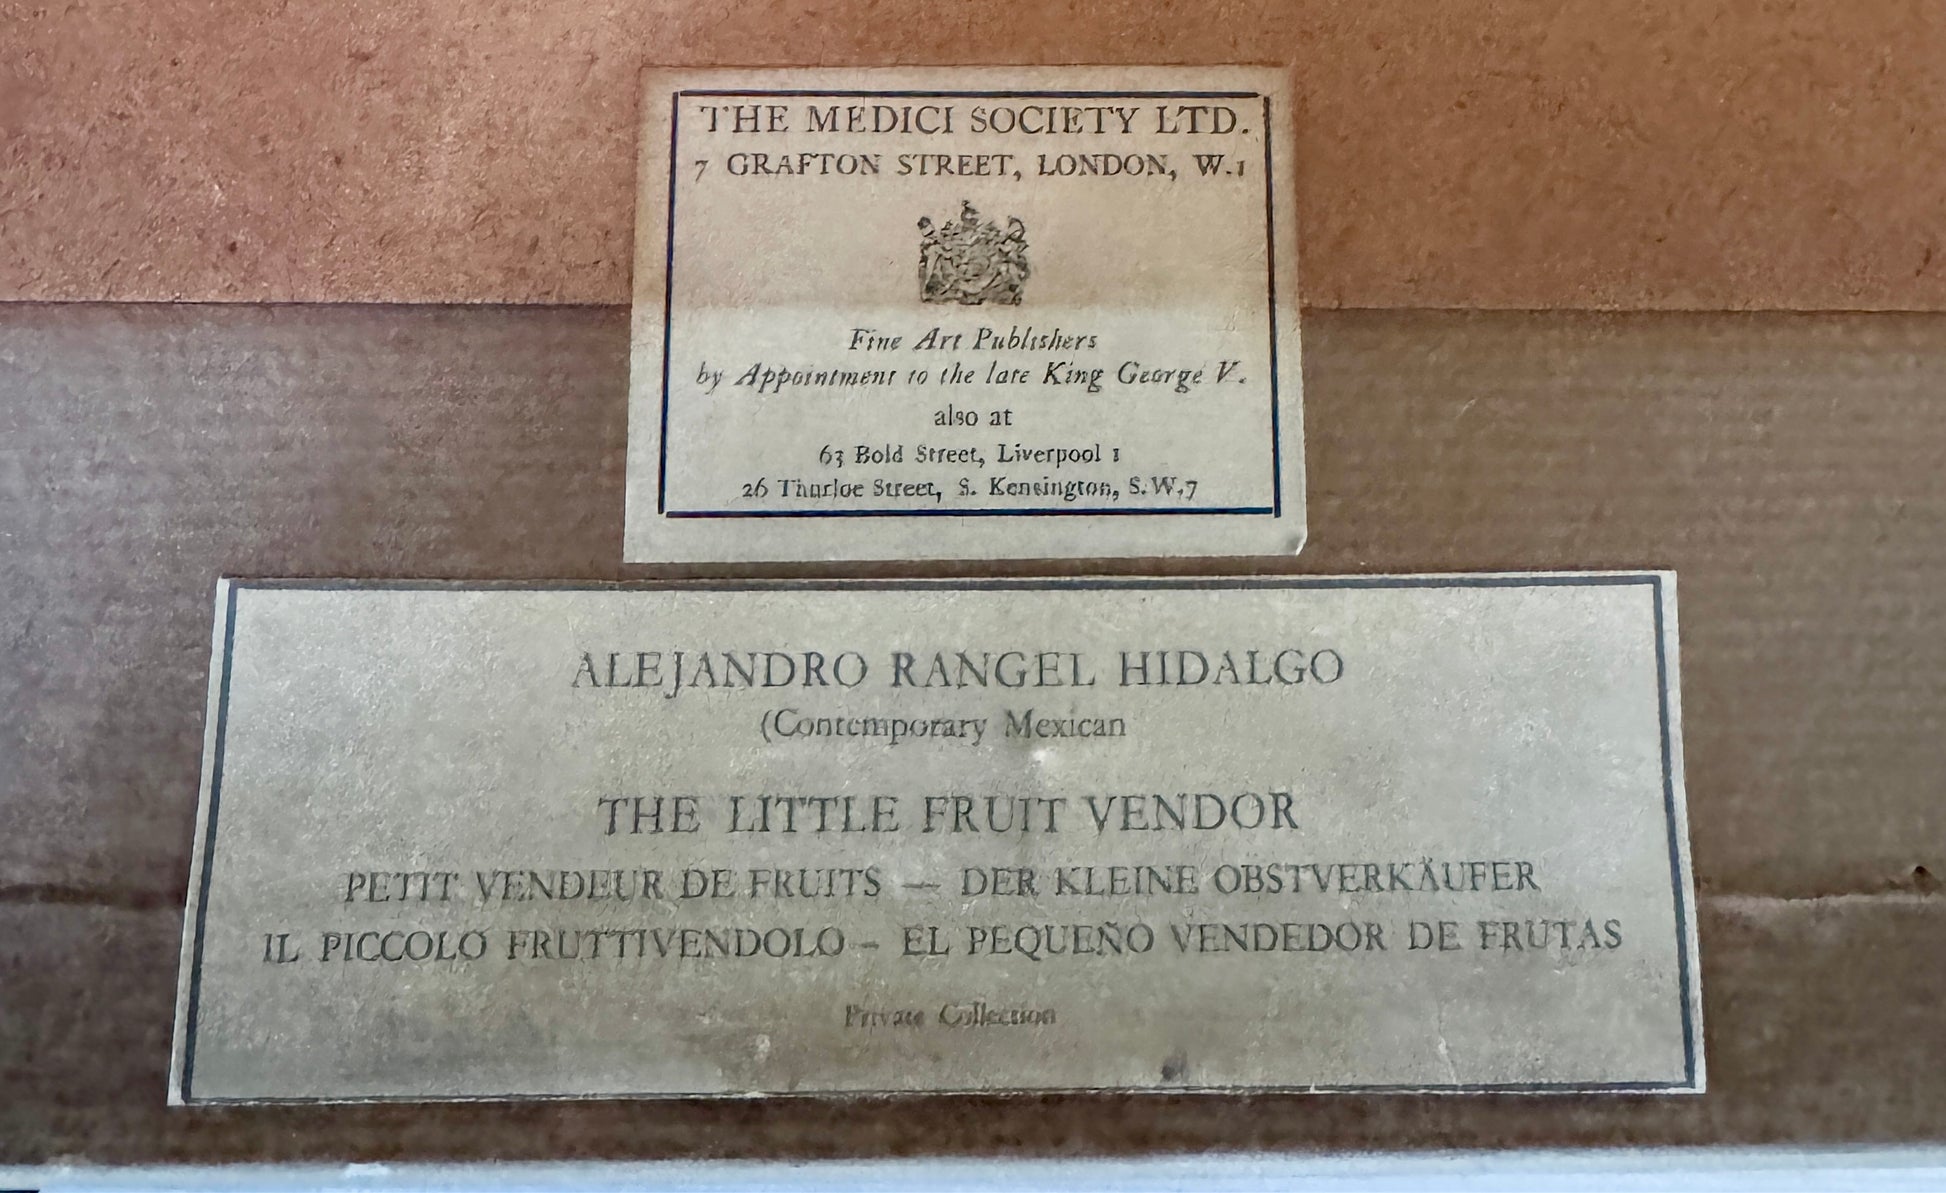 THE MEDICI SOCIETY LTD.
7 GRAFTON STREET, LONDON, W.1
Fine Art Publishers
by Appointment to the late King George V.
also at
63 Bold Street, Liverpool 1
26 Thurloe Street, S. Kensington, S.W.7
ALEJANDRO RANGEL HIDALGO
(Contemporary Mexican
THE LITTLE FRUIT VENDOR
PETIT VENDEUR DE FRUITS — DER KLEINE OBSTVERKÄUFER
IL PICCOLO FRUTTIVENDOLO – EL PEQUEÑO VENDEDOR DE FRUTAS
Private Collection